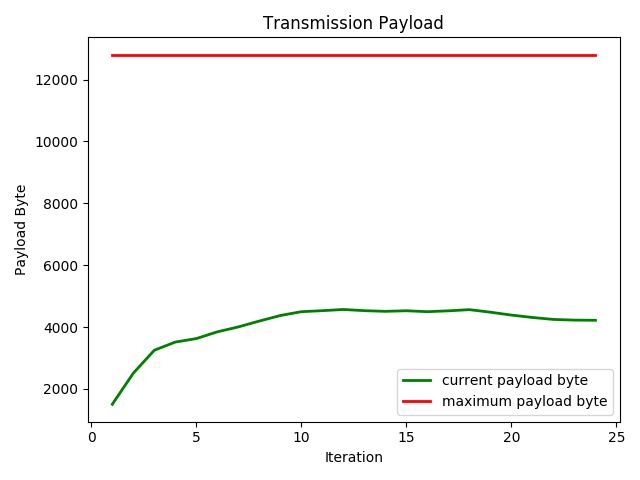 Transmission Payload
Payload Byte
12000
10000
8000
6000
4000
2000
0
5
10
15
20
25
Iteration
current payload byte
maximum payload byte